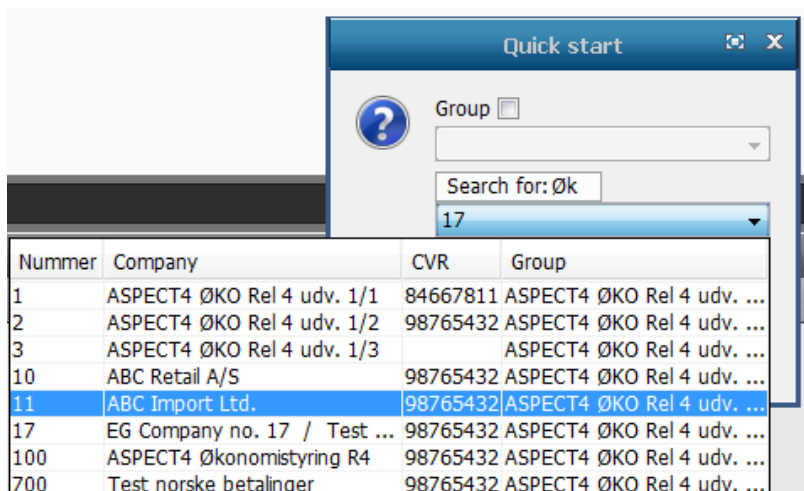 Quick start
Group
Search for: Øk
17
Nummer Company CVR Group
1 ASPECT4 ØKO Rel 4 udv. 1/1 84667811 ASPECT4 ØKO Rel 4 udv. ...
2 ASPECT4 ØKO Rel 4 udv. 1/2 98765432 ASPECT4 ØKO Rel 4 udv. ...
3 ASPECT4 ØKO Rel 4 udv. 1/3 ASPECT4 ØKO Rel 4 udv. ...
10 ABC Retail A/S 98765432 ASPECT4 ØKO Rel 4 udv. ...
11 ABC Import Ltd. 98765432 ASPECT4 ØKO Rel 4 udv. ...
17 EG Company no. 17 / Test ... 98765432 ASPECT4 ØKO Rel 4 udv. ...
100 ASPECT4 Økonomistyring R4 98765432 ASPECT4 ØKO Rel 4 udv. ...
700 Test norske betalinger 98765432 ASPECT4 ØKO Rel 4 udv. ...